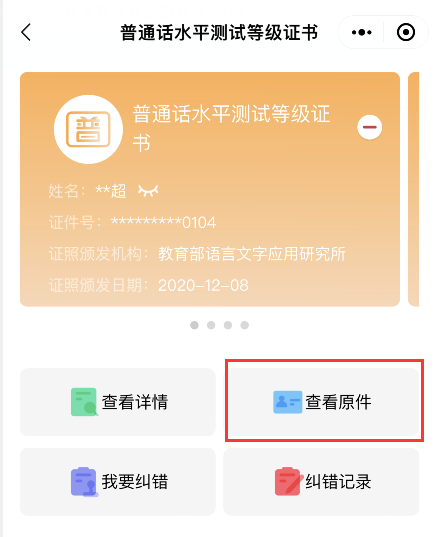 普通话水平测试等级证书
普
普通话水平测试等级证
书
姓名：**超
证件号：*********0104
证照颁发机构：教育部语言文字应用研究所
证照颁发日期：2020-12-08
查看详情
查看原件
我要纠错
纠错记录